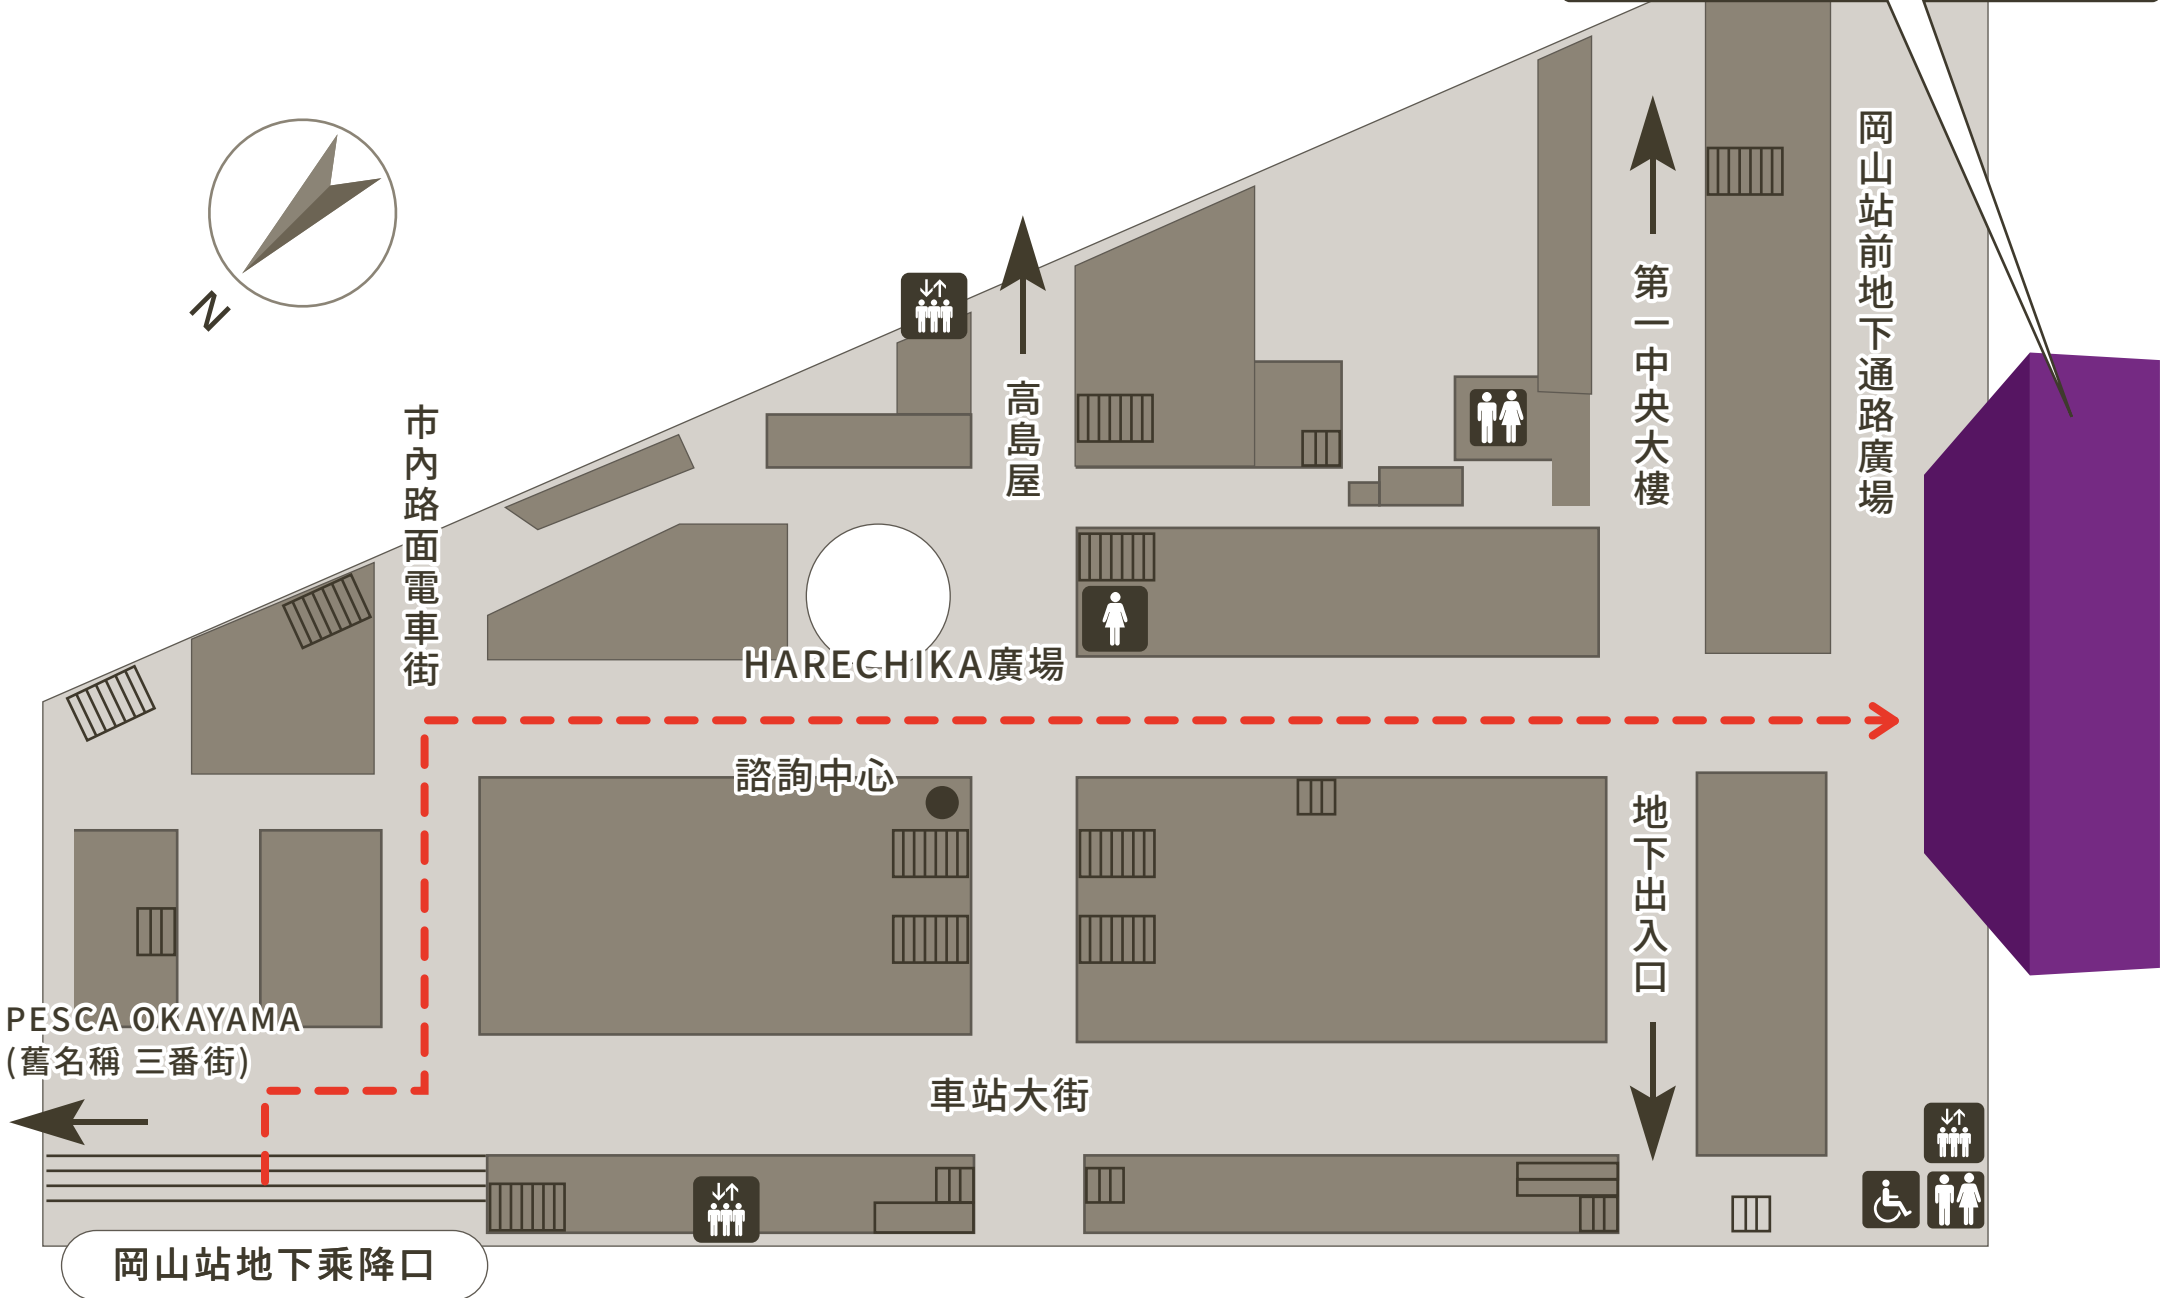 N
市內路面電車街
高島屋
第一中央大樓
岡山站前地下通路廣場
HARECHIKA廣場
諮詢中心
地下出入口
PESCA OKAYAMA
(舊名稱 三番街)
車站大街
岡山站地下乘降口